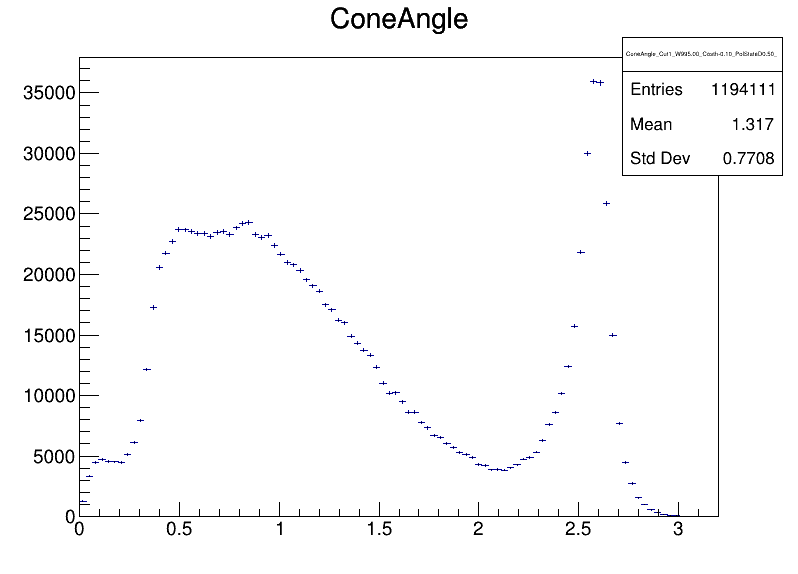 ConeAngle
ConeAngle_Cut1_W995.00_Costh-0.10_PolStateD0.50_
Entries 1194111
Mean 1.317
Std Dev 0.7708
35000
30000
25000
20000
15000
10000
5000
0
0 0.5 1 1.5 2 2.5 3